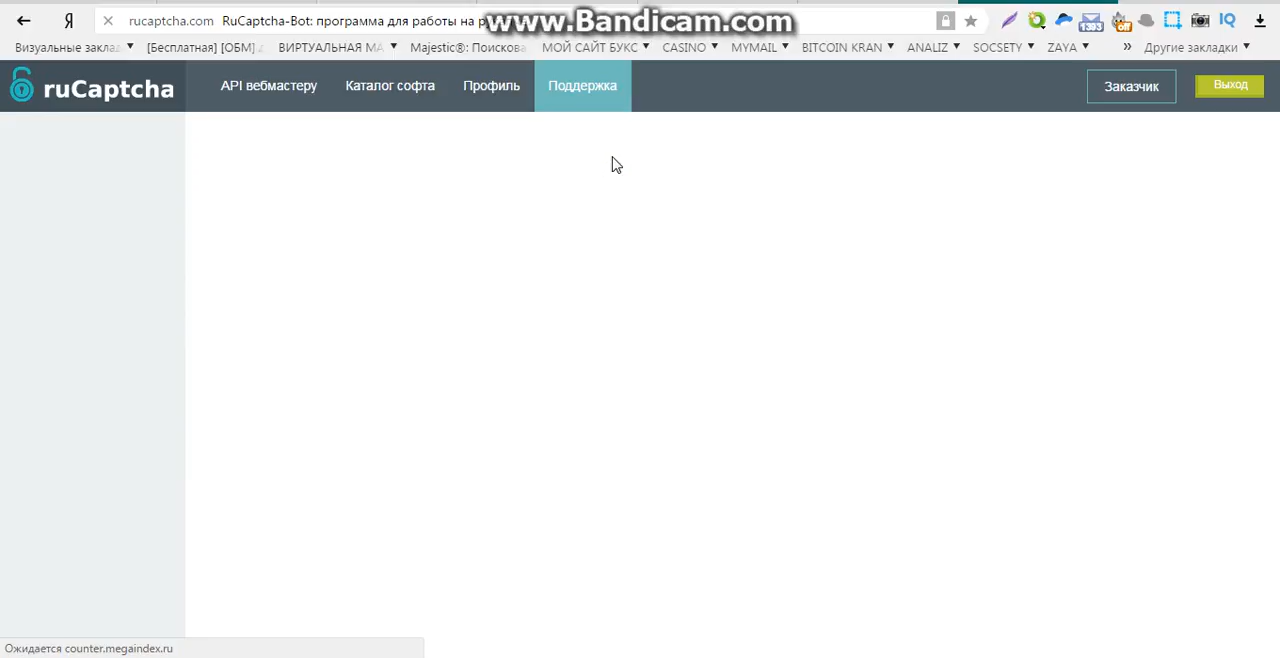 www.Bandicam.com
Я rucaptcha.com RuCaptcha-Bot: программа для работы на
Визуальные заклад [Бесплатная] [ОБМ] ВИРТУАЛЬНАЯ МА Majestic®: Поискова МОЙ САЙТ БУКС CASINO MYMAIL BITCOIN KRAN ANALIZ SOCSETY ZAYA » Другие закладки
ruCaptcha API вебмастеру Каталог софта Профиль Поддержка Заказчик Выход
Ожидается counter.megaindex.ru